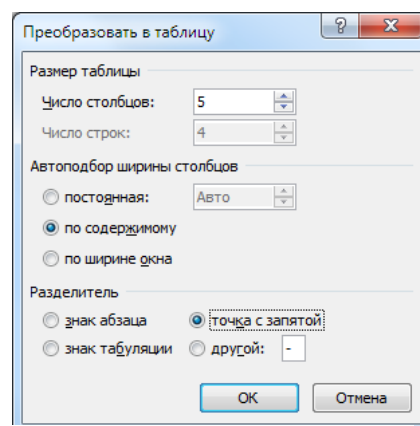 Преобразовать в таблицу
Размер таблицы
Число столбцов: 5
Число строк: 4
Автоподбор ширины столбцов
постоянная: Авто
по содержимому
по ширине окна
Разделитель
знак абзаца точка с запятой
знак табуляции другой: -
ОК Отмена